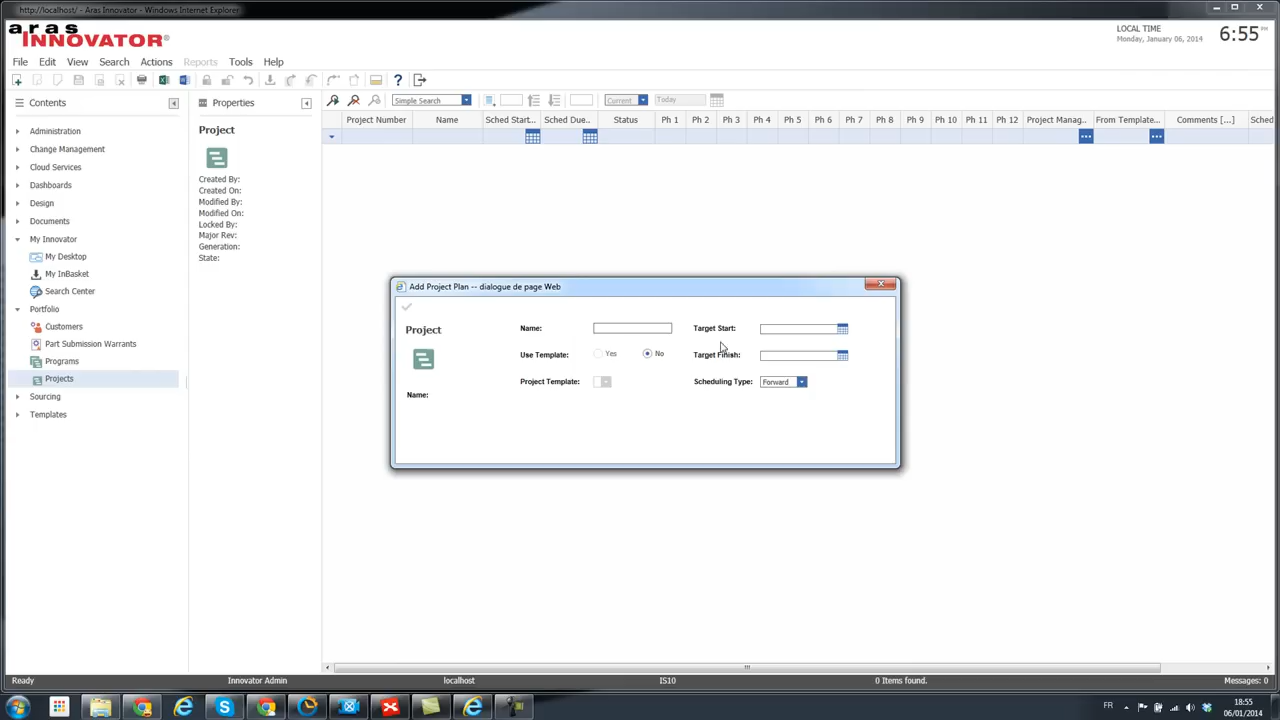 http://localhost/ - Aras Innovator - Windows Internet Explorer
aras
INNOVATOR®
LOCAL TIME
Monday, January 06, 2014
6:55 PM
File Edit View Search Actions Reports Tools Help
Contents
Properties
Simple Search
Current
Today
Project Number Name Sched Start... Sched Due... Status Ph 1 Ph 2 Ph 3 Ph 4 Ph 5 Ph 6 Ph 7 Ph 8 Ph 9 Ph 10 Ph 11 Ph 12 Project Manag... From Template... Comments [...] Sched
Administration
Change Management
Cloud Services
Dashboards
Design
Documents
My Innovator
My Desktop
My InBasket
Search Center
Portfolio
Customers
Part Submission Warrants
Programs
Projects
Sourcing
Templates
Project
Created By:
Created On:
Modified By:
Modified On:
Locked By:
Major Rev:
Generation:
State:
Add Project Plan -- dialogue de page Web
Project
Name:
Name:
Use Template: Yes No
Project Template:
Target Start:
Target Finish:
Scheduling Type: Forward
Ready Innovator Admin localhost IS10 0 Items found. Messages: 0
FR
18:55
06/01/2014